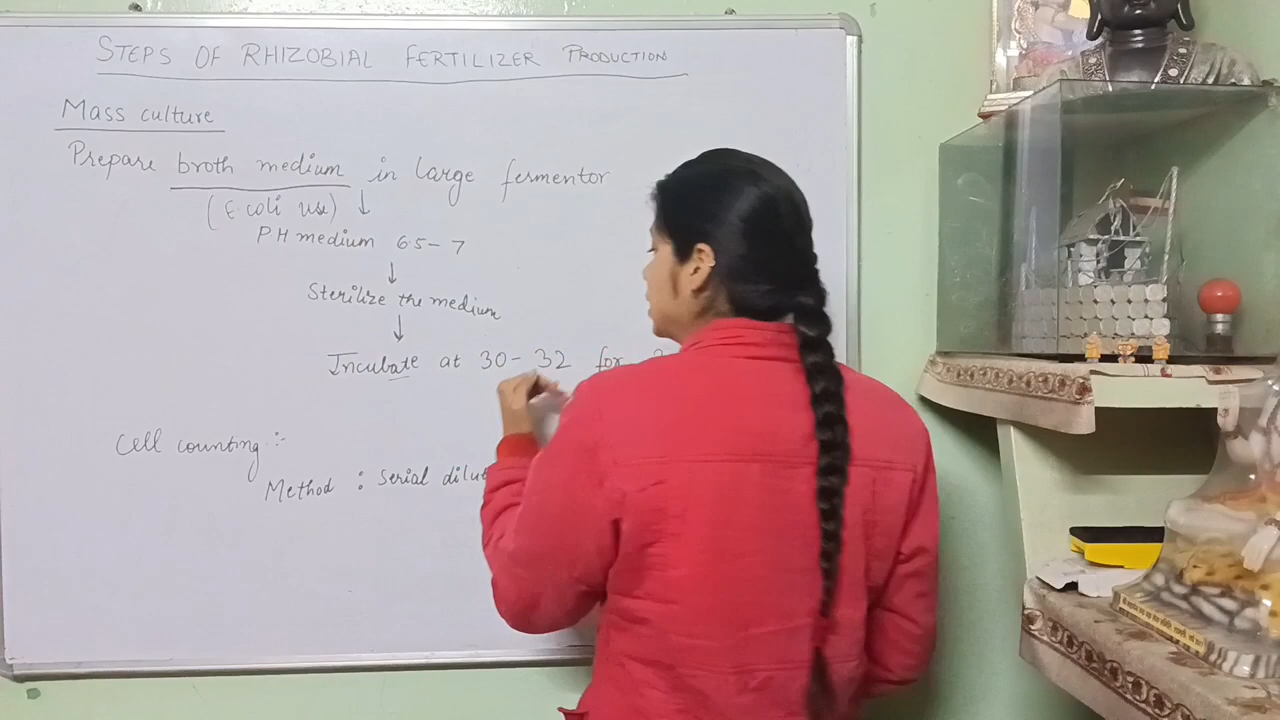 STEPS OF RHIZOBIAL FERTILIZER PRODUCTION
Mass culture
Prepare broth medium in large fermentor
(E.coli use) ↓
PH medium 6.5-7
↓
Sterilize the medium
↓
Incubate at 30-32 for
Cell counting :-
Method : Serial dilut